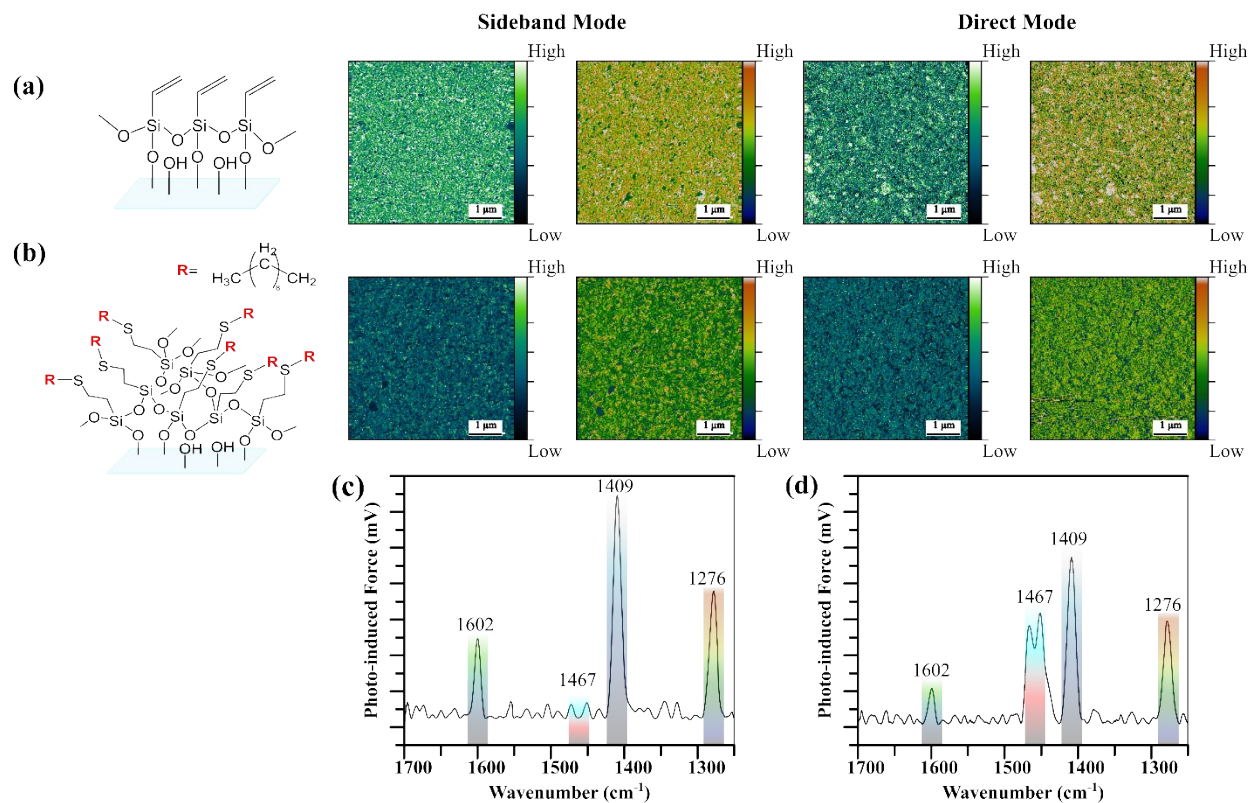 Sideband Mode
Direct Mode
(a)
High
High
High
High
Si
Si
Si
O
O
O
O
O
OH
O
OH
O
1 μm
1 μm
1 μm
1 μm
Low
Low
Low
Low
(b)
R=
H₃C
H₂
C
CH₂
High
High
High
High
R
R
S
O
S
R
R
R
R
S
O
S
S
S
Si
O
Si
O
Si
O
O
Si
O
Si
O
Si
O
Si
O
O
O
O
O
O
OH
OH
1 μm
1 μm
1 μm
1 μm
Low
Low
Low
Low
(c)
Photo-induced Force (mV)
1602
1467
1409
1276
1700
1600
1500
1400
1300
Wavenumber (cm⁻¹)
(d)
Photo-induced Force (mV)
1602
1467
1409
1276
1700
1600
1500
1400
1300
Wavenumber (cm⁻¹)